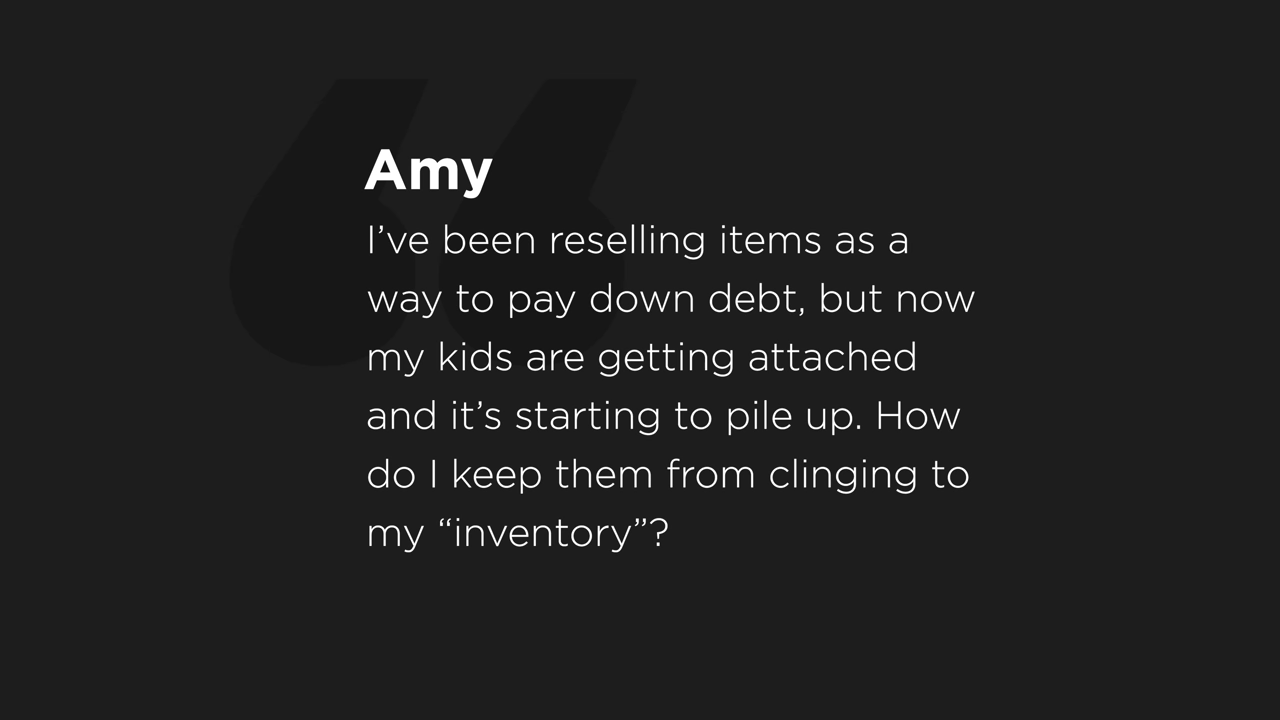 Amy
I’ve been reselling items as a
way to pay down debt, but now
my kids are getting attached
and it’s starting to pile up. How
do I keep them from clinging to
my “inventory”?